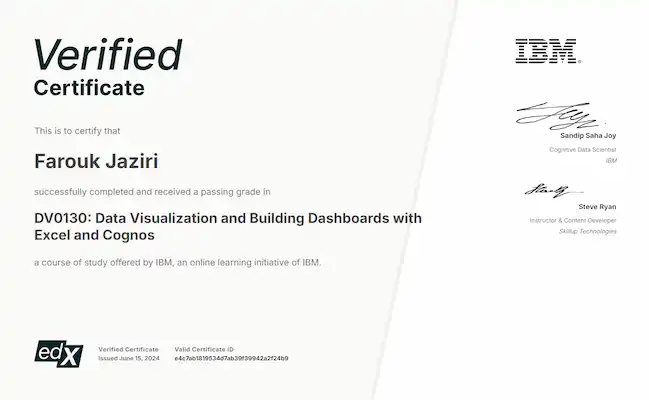 Verified
Certificate
This is to certify that
Farouk Jaziri
successfully completed and received a passing grade in
DV0130: Data Visualization and Building Dashboards with
Excel and Cognos
a course of study offered by IBM, an online learning initiative of IBM.
IBM
Sandip Saha Joy
Cognitive Data Scientist
IBM
Steve Ryan
Instructor & Content Developer
Skillup Technologies
edX
Verified Certificate
Issued June 15, 2024
Valid Certificate ID
e4c7ab1819534d7ab39f39942a2f24b9